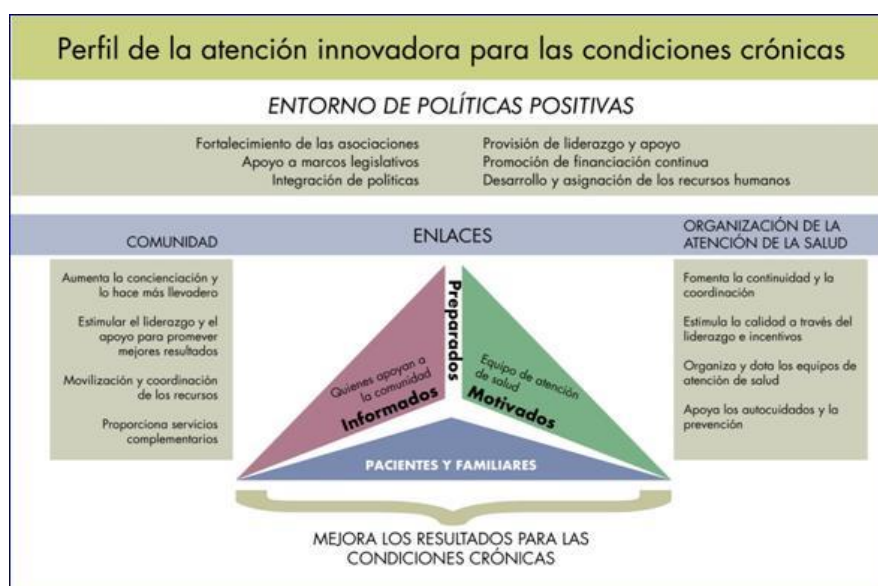 Perfil de la atención innovadora para las condiciones crónicas
ENTORNO DE POLÍTICAS POSITIVAS
Fortalecimiento de las asociaciones
Apoyo a marcos legislativos
Integración de políticas
Provisión de liderazgo y apoyo
Promoción de financiación continua
Desarrollo y asignación de los recursos humanos
COMUNIDAD
ENLACES
ORGANIZACIÓN DE LA
ATENCIÓN DE LA SALUD
Aumenta la concienciación y
lo hace más llevadero
Estimular el liderazgo y el
apoyo para promover
mejores resultados
Movilización y coordinación
de los recursos
Proporciona servicios
complementarios
Quienes apoyan a
la comunidad
Informados
Preparados
Equipo de atención
de salud
Motivados
PACIENTES Y FAMILIARES
Fomenta la continuidad y la
coordinación
Estimula la calidad a través del
liderazgo e incentivos
Organiza y dota los equipos de
atención de salud
Apoya los autocuidados y la
prevención
MEJORA LOS RESULTADOS PARA LAS
CONDICIONES CRÓNICAS